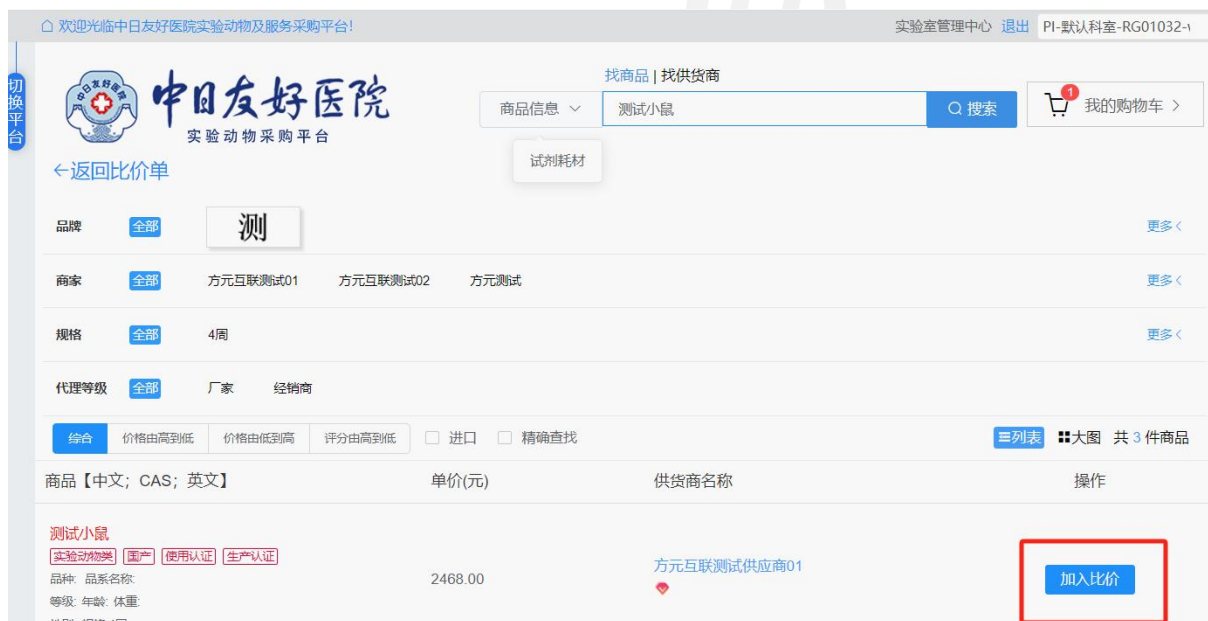 欢迎光临中日友好医院实验动物及服务采购平台! 实验室管理中心 退出 PI-默认科室-RG01032-
切换平台
找商品 | 找供货商
中日友好医院
实验动物采购平台
商品信息 测试小鼠 搜索 1 我的购物车 >
试剂耗材
←返回比价单
品牌 全部 测 更多
商家 全部 方元互联测试01 方元互联测试02 方元测试 更多
规格 全部 4周 更多
代理等级 全部 厂家 经销商
综合 价格由高到低 价格由低到高 评分由高到低 进口 精确查找 列表 大图 共 3 件商品
商品【中文; CAS; 英文】 单价(元) 供货商名称 操作
测试小鼠
实验动物类 国产 使用认证 生产认证
品种: 品系名称:
2468.00 方元互联测试供应商01 加入比价
等级: 年龄: 体重: